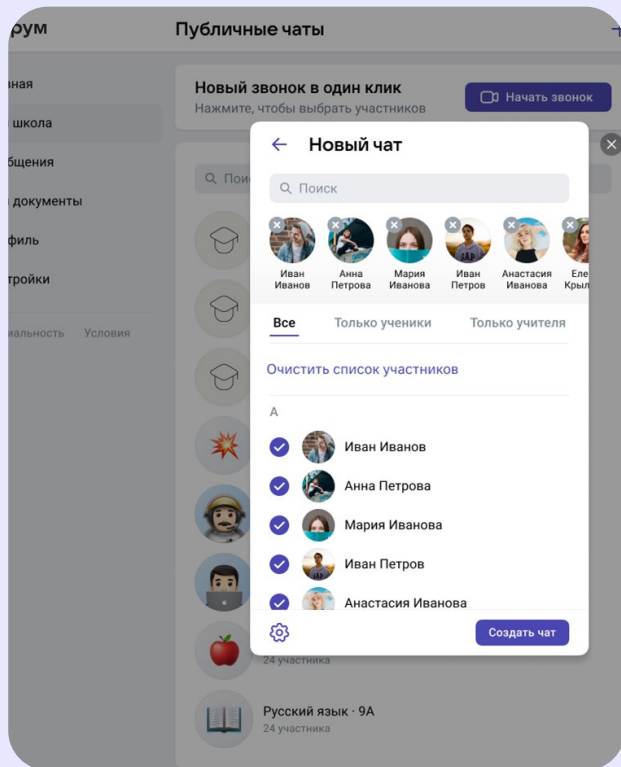 рум
Публичные чаты
вная
школа
бщения
документы
филь
тройки
иальность Условия
Новый звонок в один клик
Нажмите, чтобы выбрать участников
Начать звонок
Пои
Новый чат
Поиск
Иван Иванов
Анна Петрова
Мария Иванова
Иван Петров
Анастасия Иванова
Еле Крыл
Все Только ученики Только учителя
Очистить список участников
А
Иван Иванов
Анна Петрова
Мария Иванова
Иван Петров
Анастасия Иванова
Создать чат
24 участника
Русский язык · 9А
24 участника